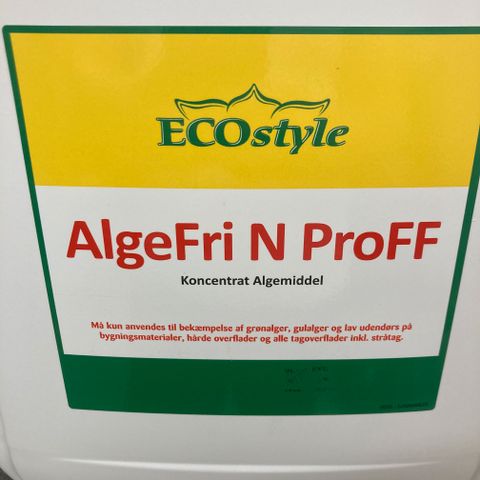 ECOstyle
AlgeFri N ProFF
Koncentrat Algemiddel
Må kun anvendes til bekæmpelse af grønalger, gulalger og lav udendørs på
bygningsmaterialer, hårde overflader og alle tagoverflader inkl. stråtag.